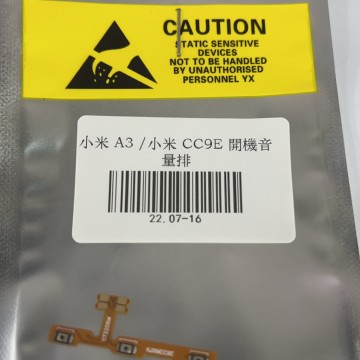 CAUTION
STATIC SENSITIVE
DEVICES
NOT TO BE HANDLED
BY UNAUTHORISED
PERSONNEL YX
小米 A3 /小米 CC9E 開機音
量排
22.07-16